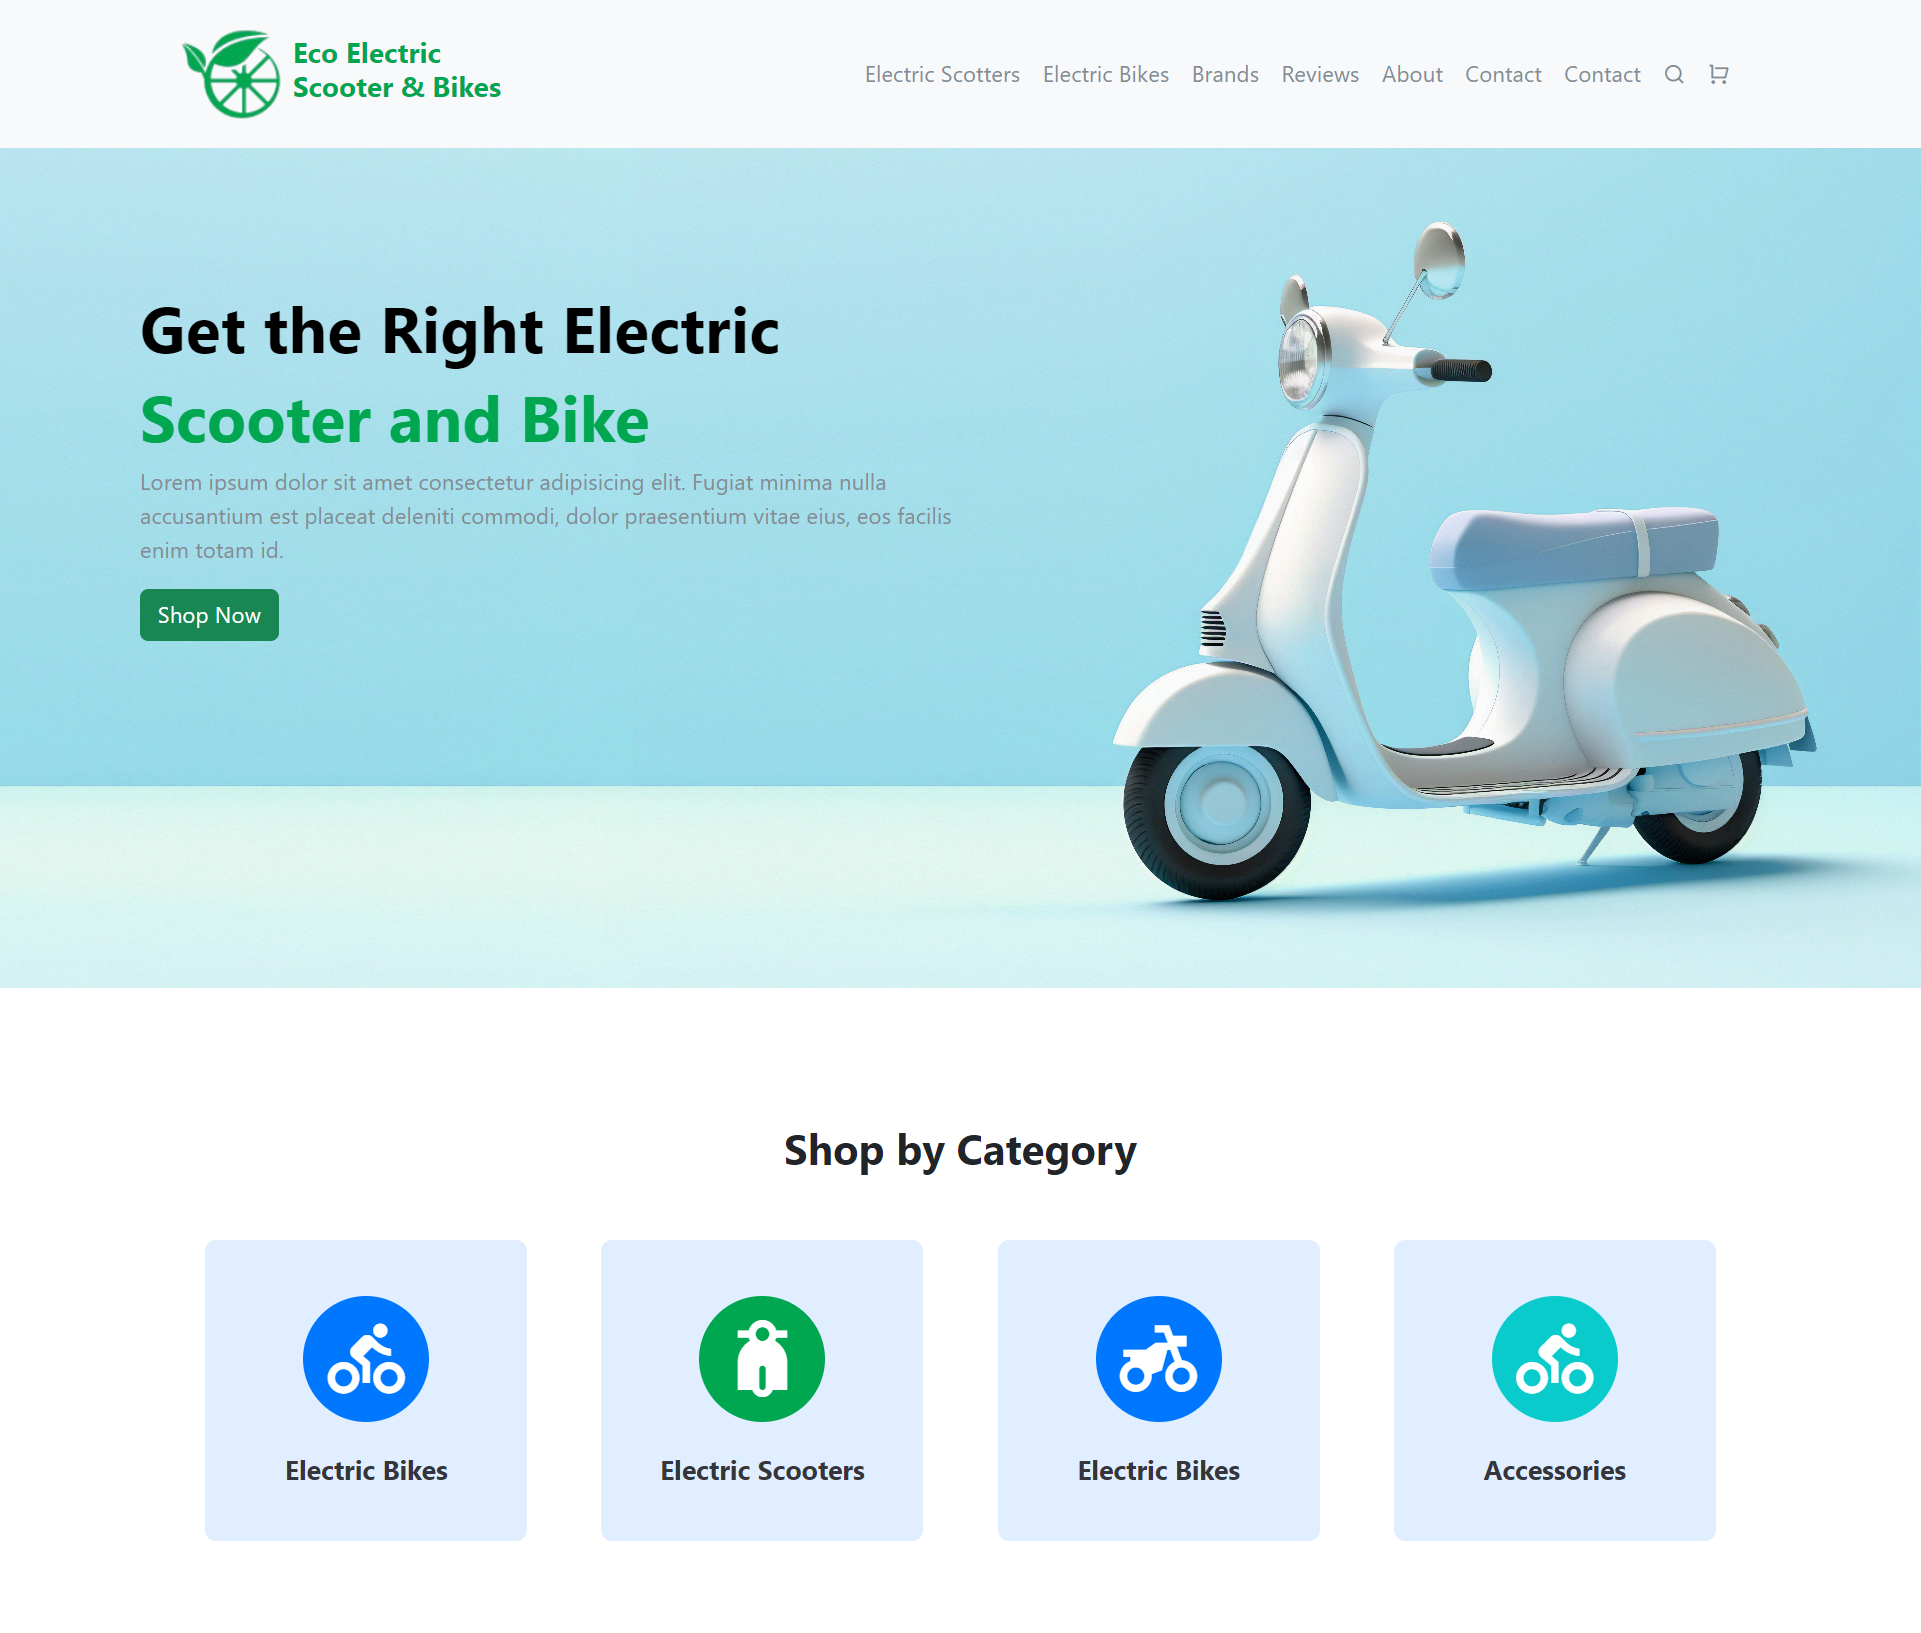 Eco Electric
Scooter & Bikes
Electric Scotters Electric Bikes Brands Reviews About Contact Contact
Get the Right Electric
Scooter and Bike
Lorem ipsum dolor sit amet consectetur adipisicing elit. Fugiat minima nulla
accusantium est placeat deleniti commodi, dolor praesentium vitae eius, eos facilis
enim totam id.
Shop Now
Shop by Category
Electric Bikes
Electric Scooters
Electric Bikes
Accessories